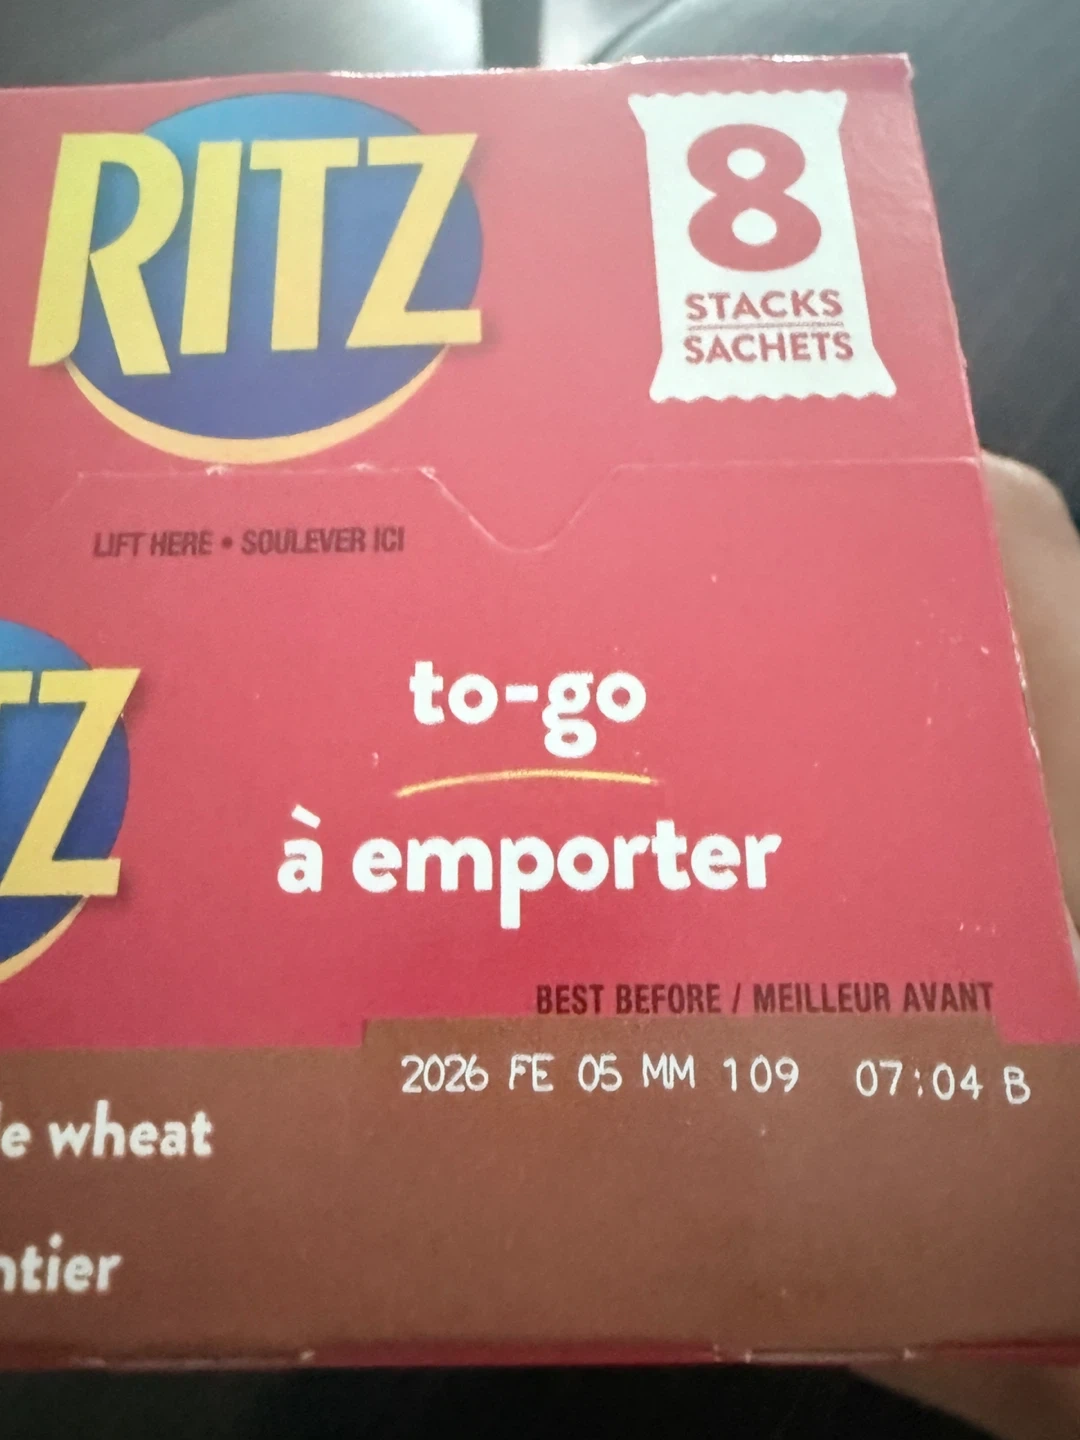 RITZ
8
STACKS
SACHETS
LIFT HERE • SOULEVER ICI
to-go
à emporter
BEST BEFORE / MEILLEUR AVANT
2026 FE 05 MM 109 07:04 B
wheat